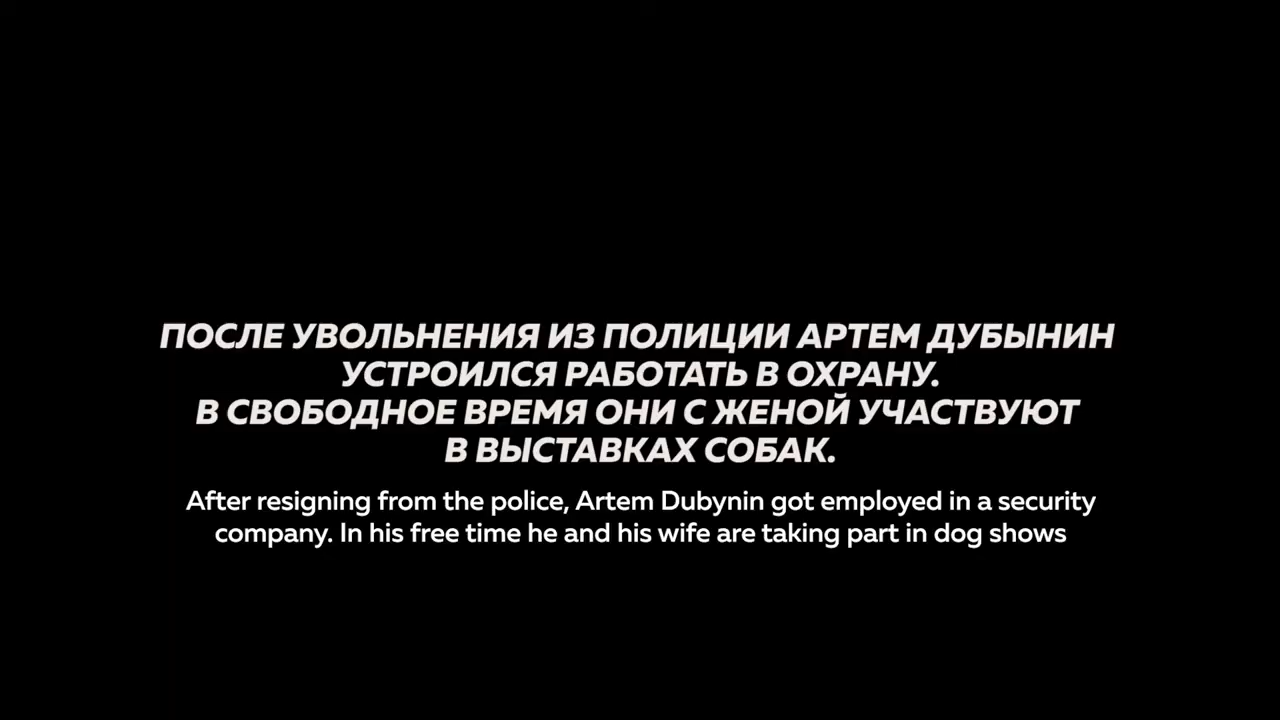 ПОСЛЕ УВОЛЬНЕНИЯ ИЗ ПОЛИЦИИ АРТЕМ ДУБЫНИН
УСТРОИЛСЯ РАБОТАТЬ В ОХРАНУ.
В СВОБОДНОЕ ВРЕМЯ ОНИ С ЖЕНОЙ УЧАСТВУЮТ
В ВЫСТАВКАХ СОБАК.
After resigning from the police, Artem Dubynin got employed in a security
company. In his free time he and his wife are taking part in dog shows